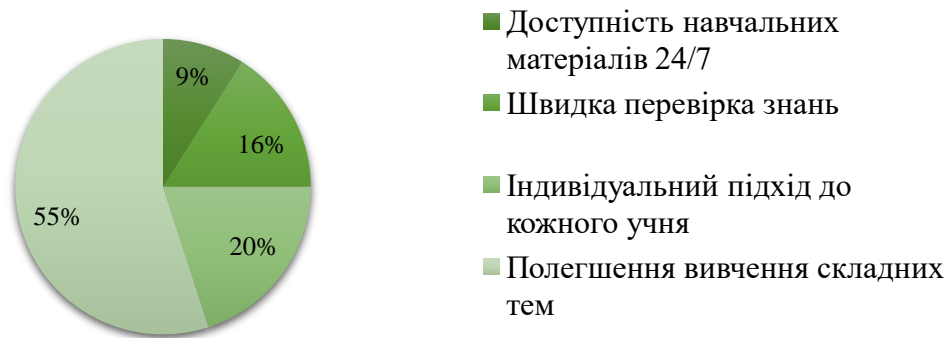 Доступність навчальних
матеріалів 24/7
Швидка перевірка знань
Індивідуальний підхід до
кожного учня
Полегшення вивчення складних
тем
9%
16%
20%
55%